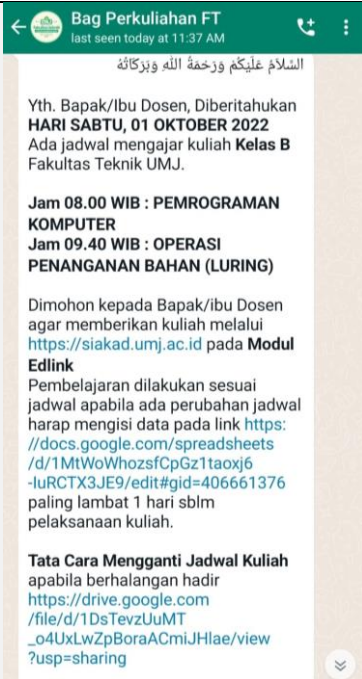 Bag Perkuliahan FT
last seen today at 11:37 AM
السَّلاَمُ عَلَيْكُمْ وَرَحْمَةُ اللهِ وَبَرَكَاتُهُ
Yth. Bapak/Ibu Dosen, Diberitahukan
HARI SABTU, 01 OKTOBER 2022
Ada jadwal mengajar kuliah Kelas B
Fakultas Teknik UMJ.
Jam 08.00 WIB : PEMROGRAMAN
KOMPUTER
Jam 09.40 WIB : OPERASI
PENANGANAN BAHAN (LURING)
Dimohon kepada Bapak/ibu Dosen
agar memberikan kuliah melalui
https://siakad.umj.ac.id pada Modul
Edlink
Pembelajaran dilakukan sesuai
jadwal apabila ada perubahan jadwal
harap mengisi data pada link https:
//docs.google.com/spreadsheets
/d/1MtWoWhozsfCpGz1taoxj6
-luRCTX3JE9/edit#gid=406661376
paling lambat 1 hari sblm
pelaksanaan kuliah.
Tata Cara Mengganti Jadwal Kuliah
apabila berhalangan hadir
https://drive.google.com
/file/d/1DsTevzUuMT
_o4UxLwZpBoraACmiJHlae/view
?usp=sharing